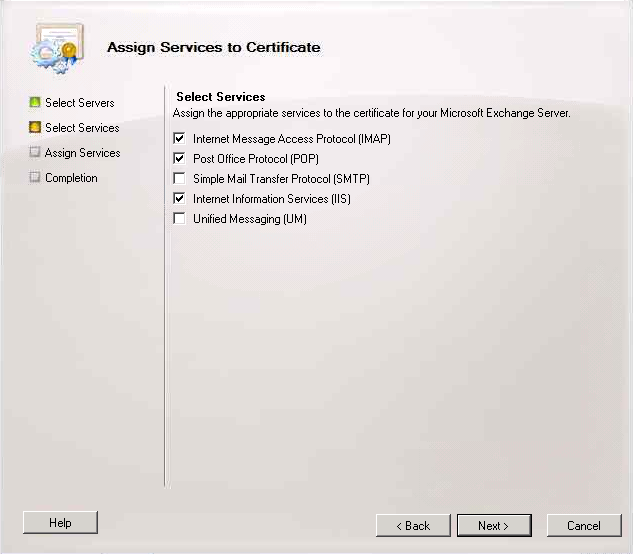 Assign Services to Certificate
Select Servers
Select Services
Assign Services
Completion
Select Services
Assign the appropriate services to the certificate for your Microsoft Exchange Server.
Internet Message Access Protocol (IMAP)
Post Office Protocol (POP)
Simple Mail Transfer Protocol (SMTP)
Internet Information Services (IIS)
Unified Messaging (UM)
Help
< Back
Next >
Cancel